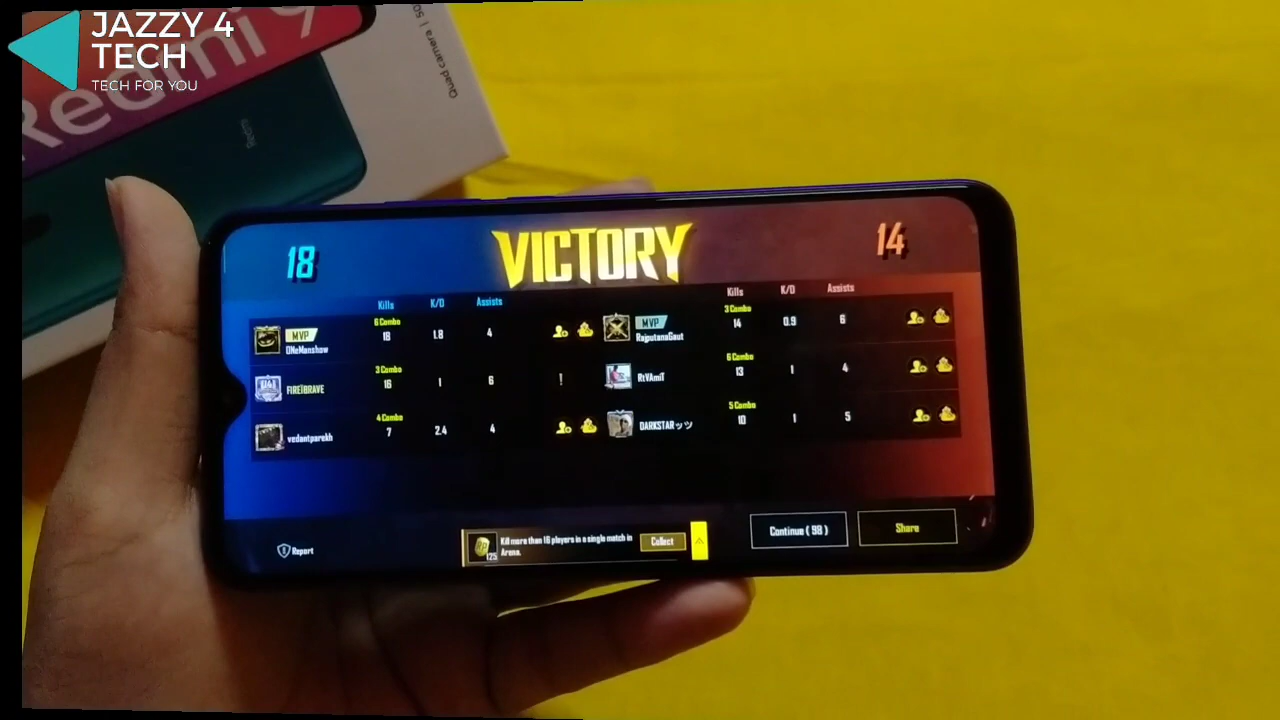 JAZZY 4
TECH
TECH FOR YOU
Redmi 9
Quad camera | 50
Redmi
18
VICTORY
14
Kills K/D Assists
Kills K/D Assists
MVP
ONeManshow
6 Combo
18 1.8 4
MVP
RajputanaGaut
3 Combo
14 0.9 6
FIREIBRAVE
3 Combo
16 1 6 !
RtVAmiT
6 Combo
13 1 4
vedantparekh
4 Combo
7 2.4 4
DARKSTARッツ
5 Combo
10 1 5
Report
125
Kill more than 16 players in a single match in
Arena.
Collect
Continue ( 98 )
Share